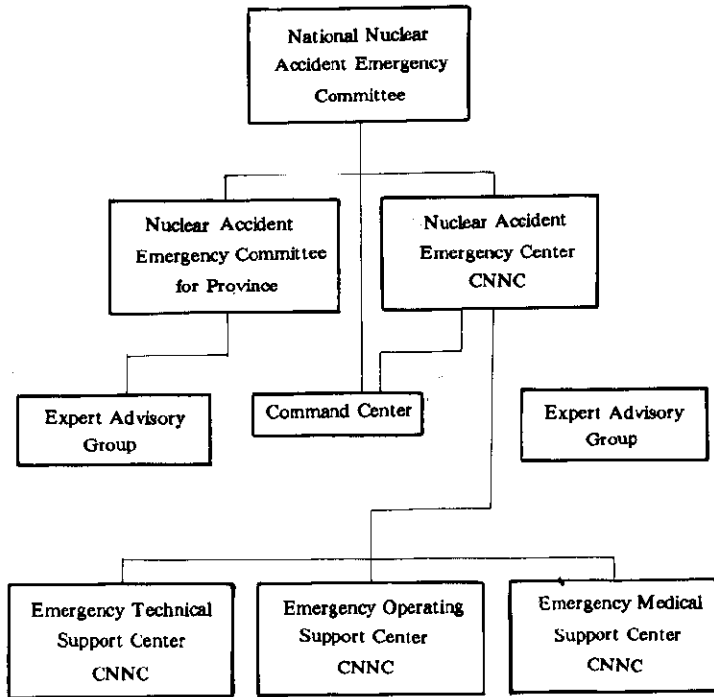 National Nuclear
Accident Emergency
Committee
Nuclear Accident
Emergency Committee
for Province
Nuclear Accident
Emergency Center
CNNC
Expert Advisory
Group
Command Center
Expert Advisory
Group
Emergency Technical
Support Center
CNNC
Emergency Operating
Support Center
CNNC
Emergency Medical
Support Center
CNNC